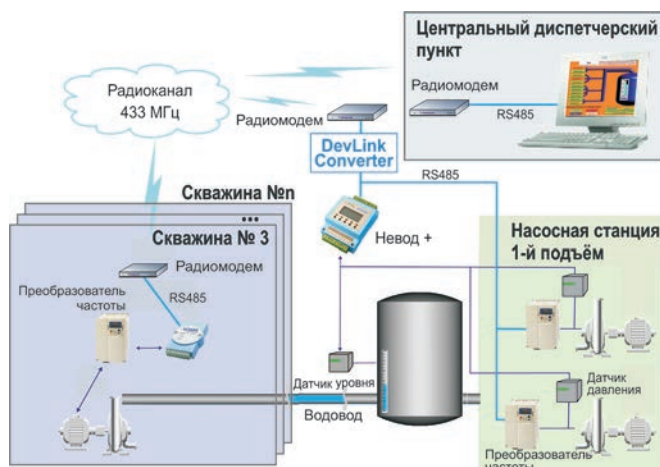 Центральный диспетчерский
пункт
Радиомодем
RS485
Радиоканал
433 МГц
Радиомодем
DevLink
Converter
RS485
Невод +
Скважина №n
...
Скважина № 3
Радиомодем
RS485
Преобразователь
частоты
Насосная станция
1-й подъём
Датчик уровня
Водовод
Датчик
давления
Преобразователь
частоты